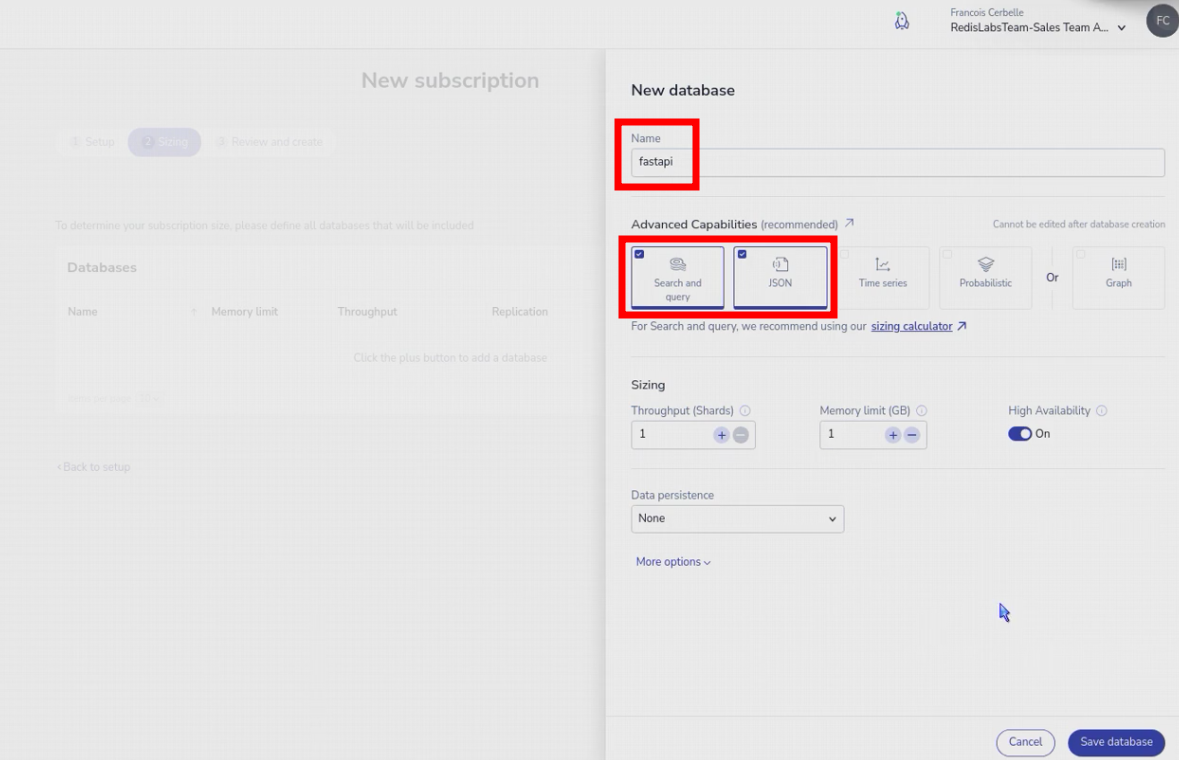 Francois Cerbelle
RedisLabsTeam-Sales Team A...
FC
New subscription
1 Setup
2 Sizing
3 Review and create
To determine your subscription size, please define all databases that will be included
Databases
Name
Memory limit
Throughput
Replication
Click the plus button to add a database
Back to setup
New database
Name
fastapi
Advanced Capabilities (recommended)
Cannot be edited after database creation
Search and
query
JSON
Time series
Probabilistic
Or
Graph
For Search and query, we recommend using our sizing calculator
Sizing
Throughput (Shards)
Memory limit (GB)
High Availability
1
1
On
Data persistence
None
More options
Cancel
Save database